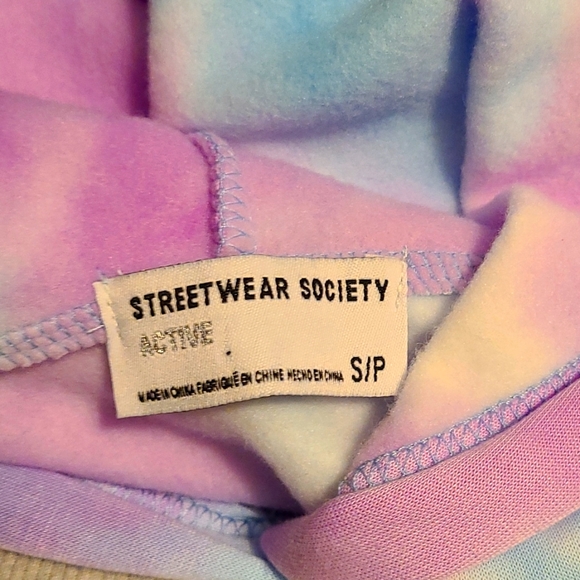 STREETWEAR SOCIETY
ACTIVE
MADE IN CHINA FABRIQUÉ EN CHINE HECHO EN CHINA S/P